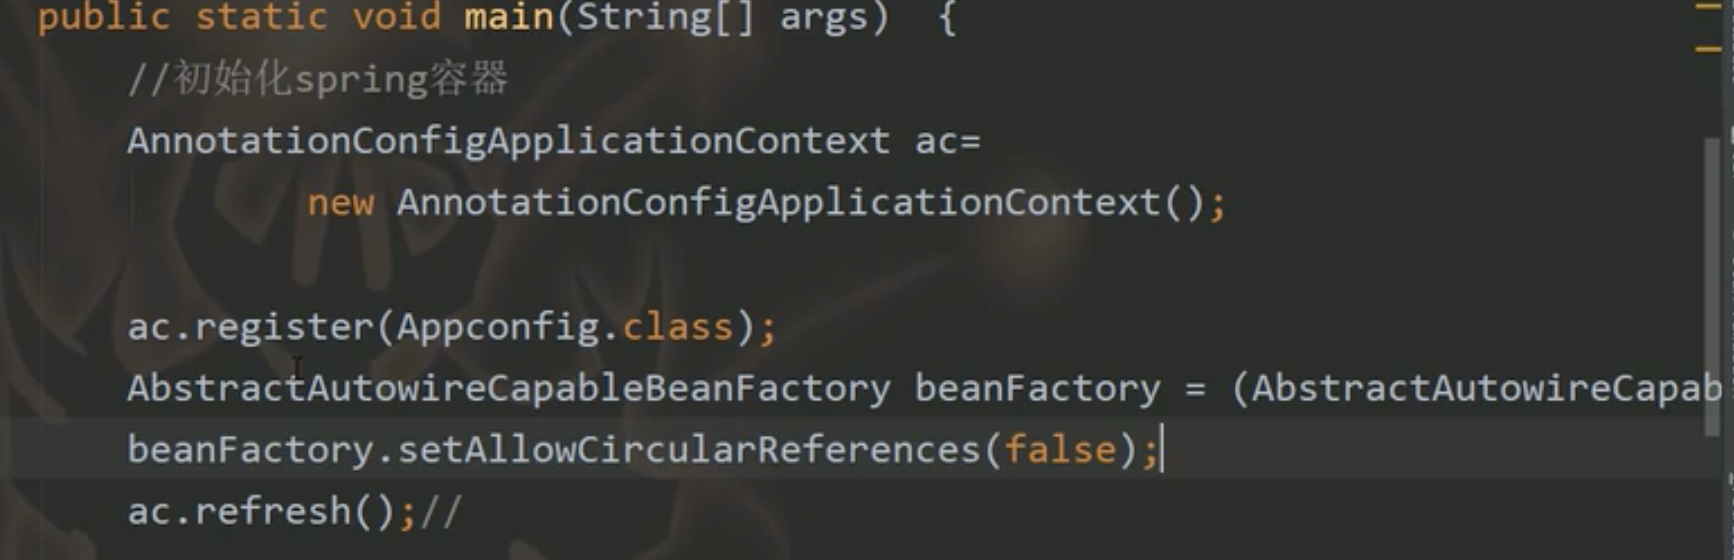 public static void main(String[] args)  {
//初始化spring容器
AnnotationConfigApplicationContext ac=
new AnnotationConfigApplicationContext();
ac.register(Appconfig.class);
AbstractAutowireCapableBeanFactory beanFactory = (AbstractAutowireCapab
beanFactory.setAllowCircularReferences(false);
ac.refresh();//